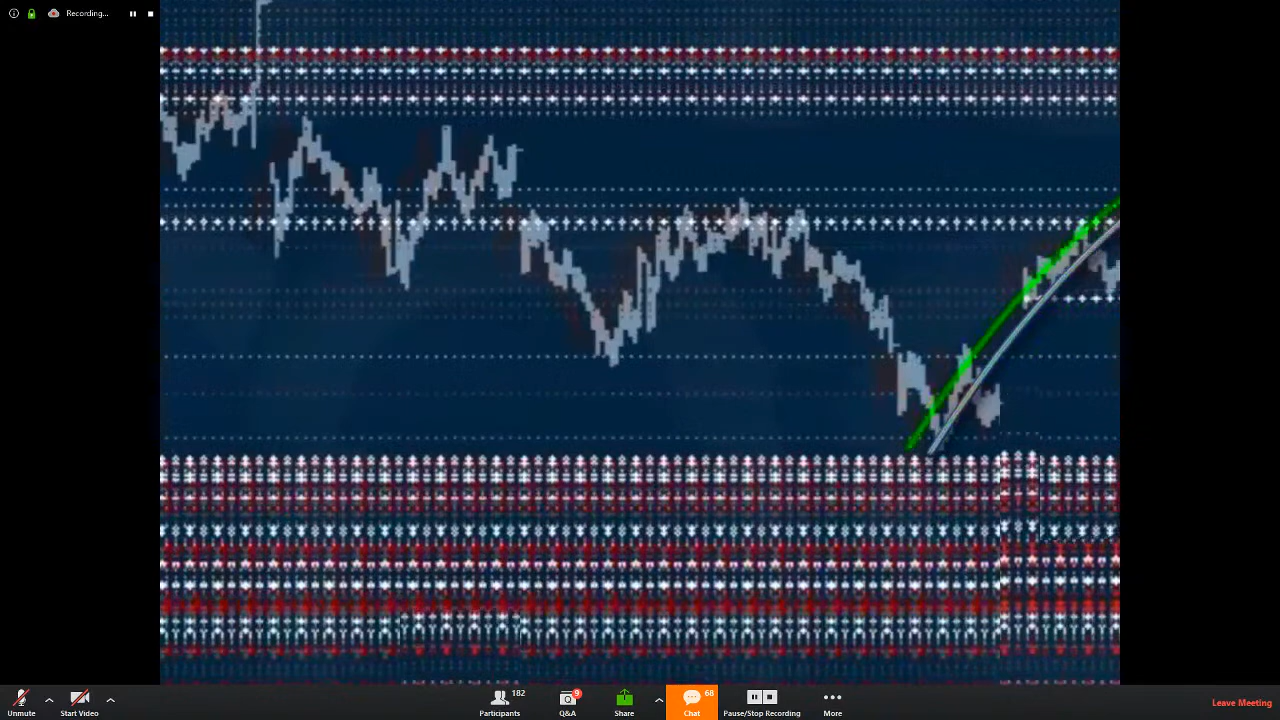 Recording...
182
9
68
Unmute
Start Video
Participants
Q&A
Share
Chat
Pause/Stop Recording
More
Leave Meeting